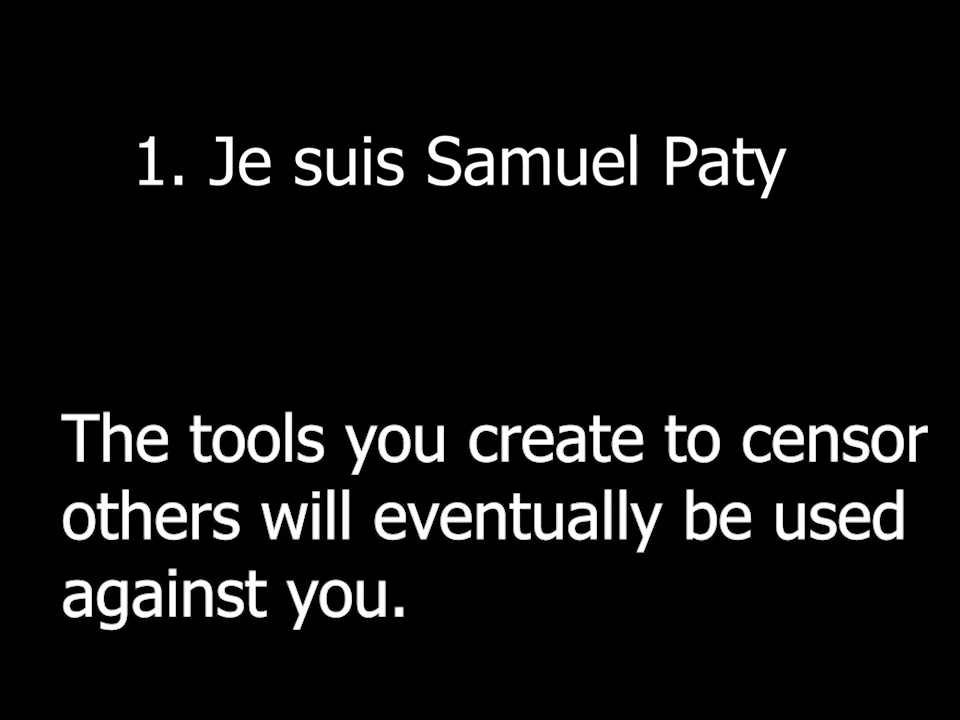 1. Je suis Samuel Paty
The tools you create to censor
others will eventually be used
against you.